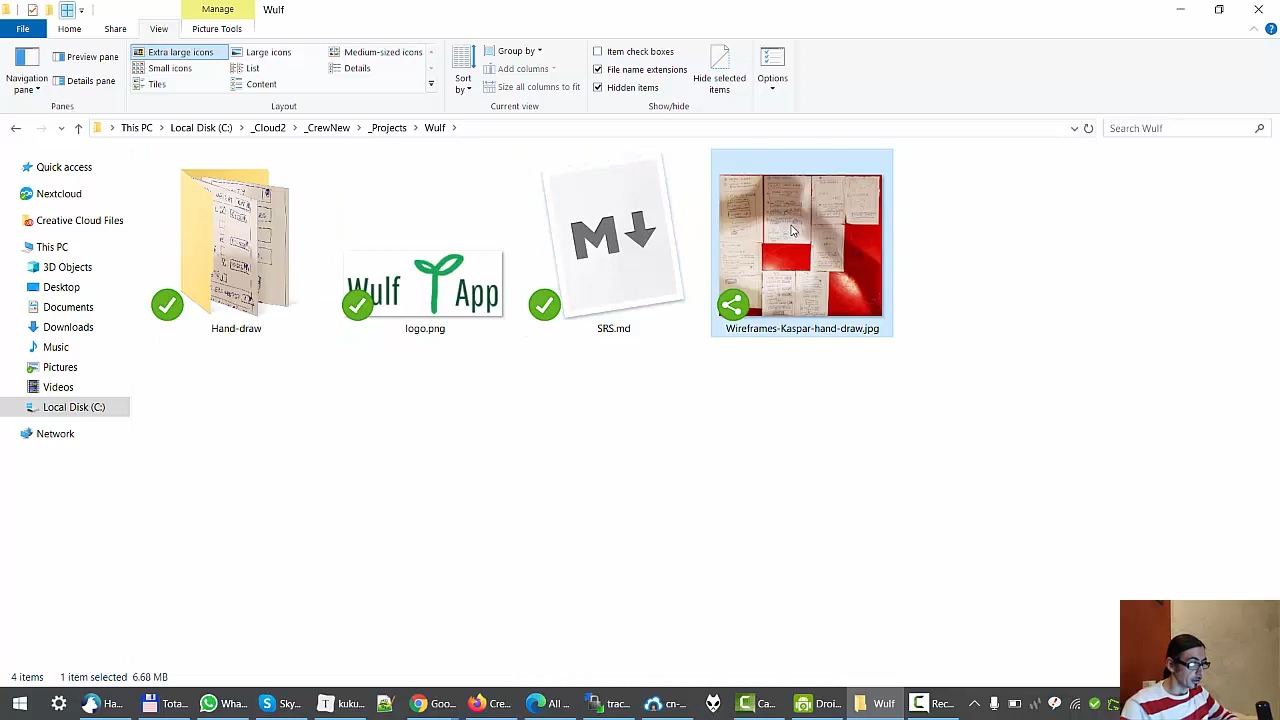 Manage
Wulf
File
Home
Share
View
Picture Tools
Navigation pane
Preview pane
Details pane
Panes
Extra large icons
Large icons
Medium-sized icons
Small icons
List
Details
Tiles
Content
Layout
Sort by
Group by
Add columns
Size all columns to fit
Current view
Item check boxes
File name extensions
Hidden items
Hide selected items
Show/hide
Options
This PC > Local Disk (C:) > _Cloud2 > _CrewNew > _Projects > Wulf >
Search Wulf
Quick access
Nextcloud
Creative Cloud Files
This PC
3D Objects
Desktop
Documents
Downloads
Music
Pictures
Videos
Local Disk (C:)
Network
Wulf App
M
Hand-draw
logo.png
SRS.md
Wireframes-Kaspar-hand-draw.jpg
4 items 1 item selected 6.68 MB
Ha... Tota... Wha... Sky... kuku... Goo... Cre... All ... trac... cn-... Ca... Droi... Wulf Rec...